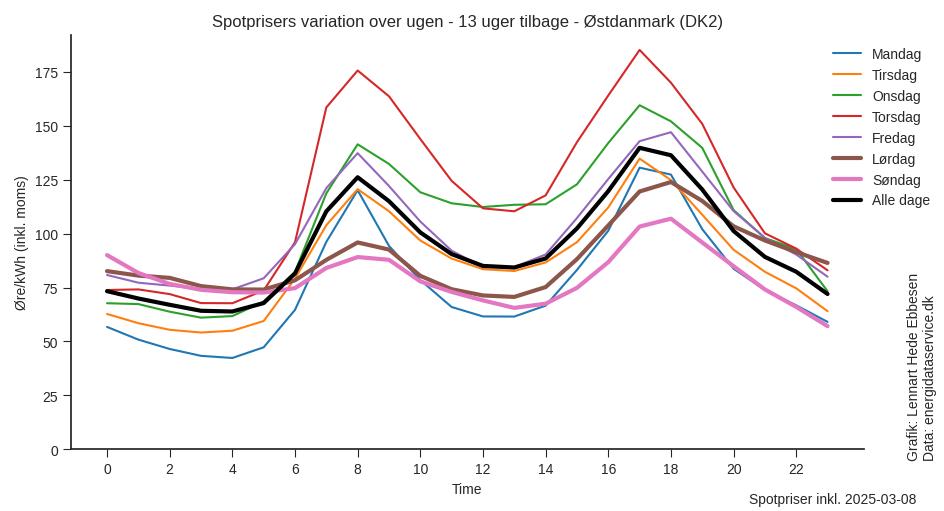 Spotprisers variation over ugen - 13 uger tilbage - Østdanmark (DK2)
Øre/kWh (inkl. moms)
175
150
125
100
75
50
25
0
0 2 4 6 8 10 12 14 16 18 20 22
Time
Mandag
Tirsdag
Onsdag
Torsdag
Fredag
Lørdag
Søndag
Alle dage
Grafik: Lennart Hede Ebbesen
Data: energidataservice.dk
Spotpriser inkl. 2025-03-08